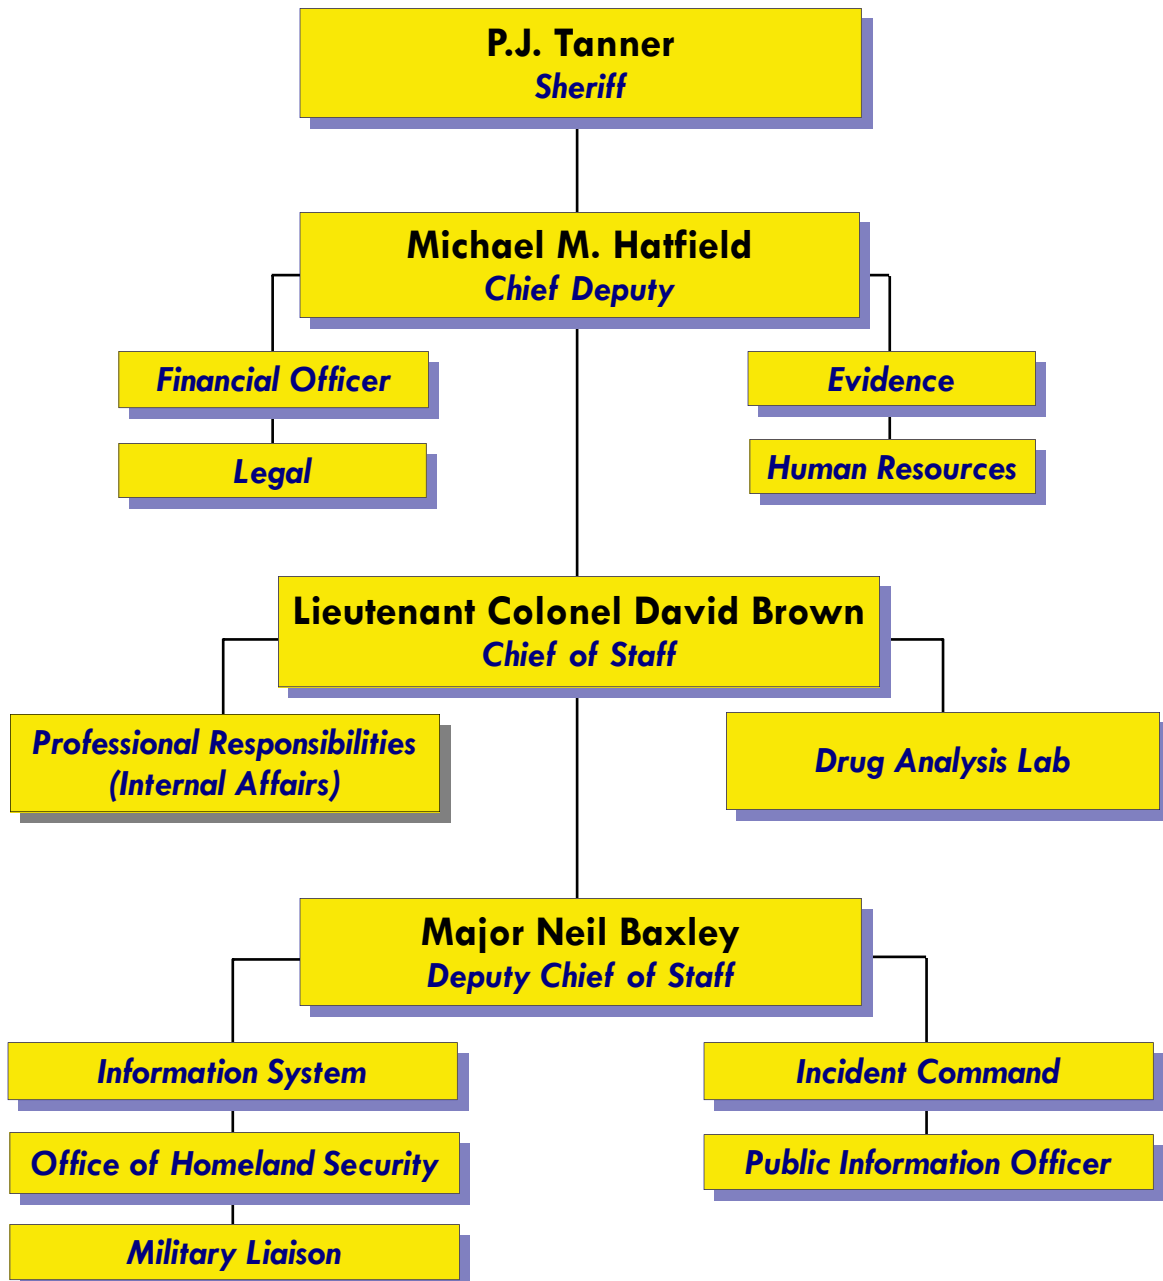 P.J. Tanner
Sheriff
Michael M. Hatfield
Chief Deputy
Financial Officer
Evidence
Legal
Human Resources
Lieutenant Colonel David Brown
Chief of Staff
Professional Responsibilities
(Internal Affairs)
Drug Analysis Lab
Major Neil Baxley
Deputy Chief of Staff
Information System
Incident Command
Office of Homeland Security
Public Information Officer
Military Liaison